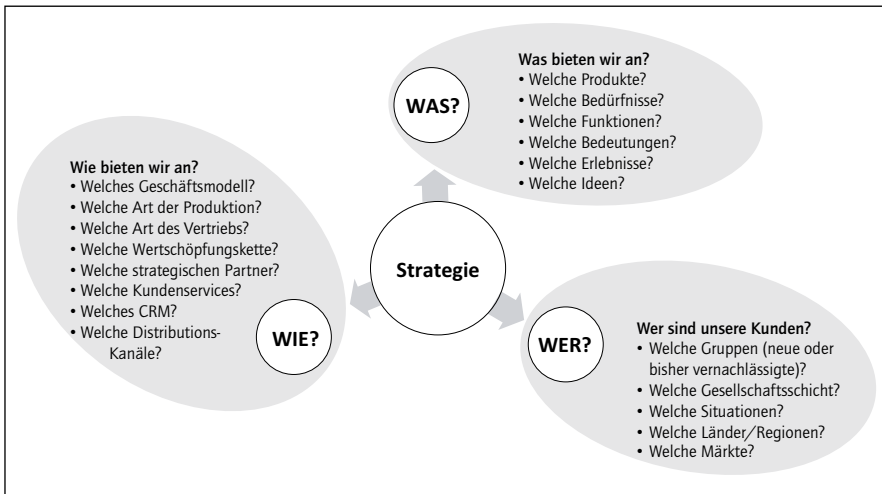 Was bieten wir an?
• Welche Produkte?
• Welche Bedürfnisse?
• Welche Funktionen?
• Welche Bedeutungen?
• Welche Erlebnisse?
• Welche Ideen?
WAS?
Wie bieten wir an?
• Welches Geschäftsmodell?
• Welche Art der Produktion?
• Welche Art des Vertriebs?
• Welche Wertschöpfungskette?
• Welche strategischen Partner?
• Welche Kundenservices?
• Welches CRM?
• Welche Distributions-
Kanäle?
WIE?
Strategie
WER?
Wer sind unsere Kunden?
• Welche Gruppen (neue oder
bisher vernachlässigte)?
• Welche Gesellschaftsschicht?
• Welche Situationen?
• Welche Länder/Regionen?
• Welche Märkte?